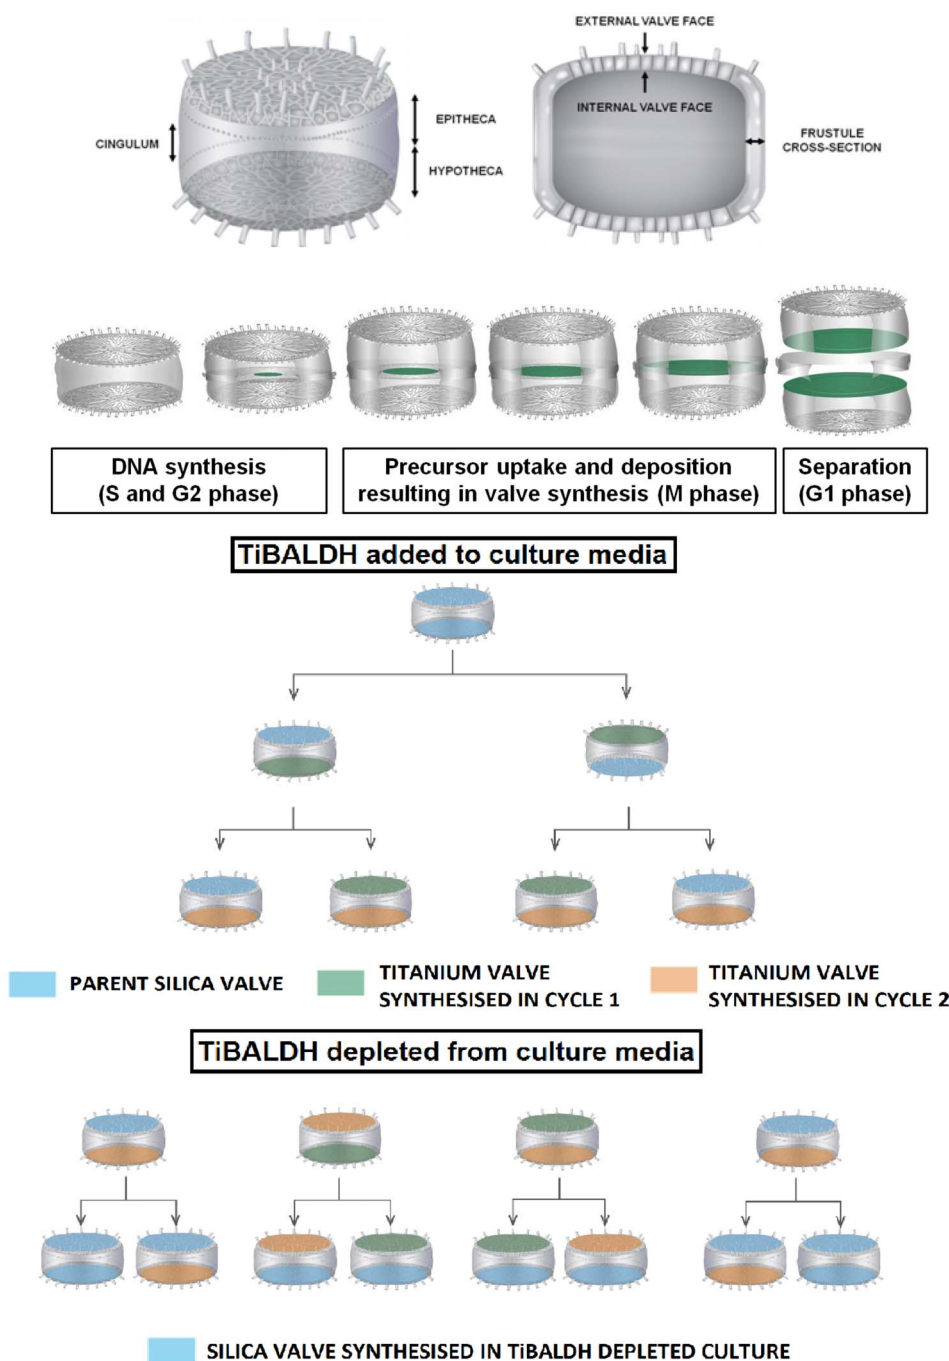 EXTERNAL VALVE FACE
INTERNAL VALVE FACE
CINGULUM
EPITHECA
HYPOTHECA
FRUSTULE
CROSS-SECTION
DNA synthesis
(S and G2 phase)
Precursor uptake and deposition
resulting in valve synthesis (M phase)
Separation
(G1 phase)
TiBALDH added to culture media
PARENT SILICA VALVE
TITANIUM VALVE
SYNTHESISED IN CYCLE 1
TITANIUM VALVE
SYNTHESISED IN CYCLE 2
TiBALDH depleted from culture media
SILICA VALVE SYNTHESISED IN TiBALDH DEPLETED CULTURE